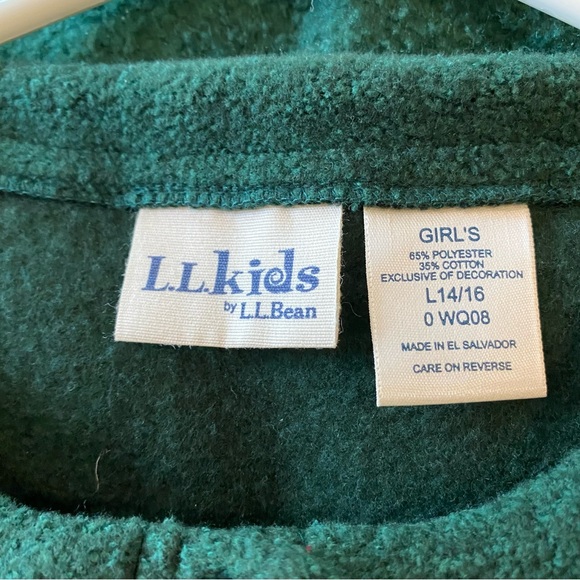 L.L.kids
by L.L.Bean
GIRL'S
65% POLYESTER
35% COTTON
EXCLUSIVE OF DECORATION
L14/16
0 WQ08
MADE IN EL SALVADOR
CARE ON REVERSE